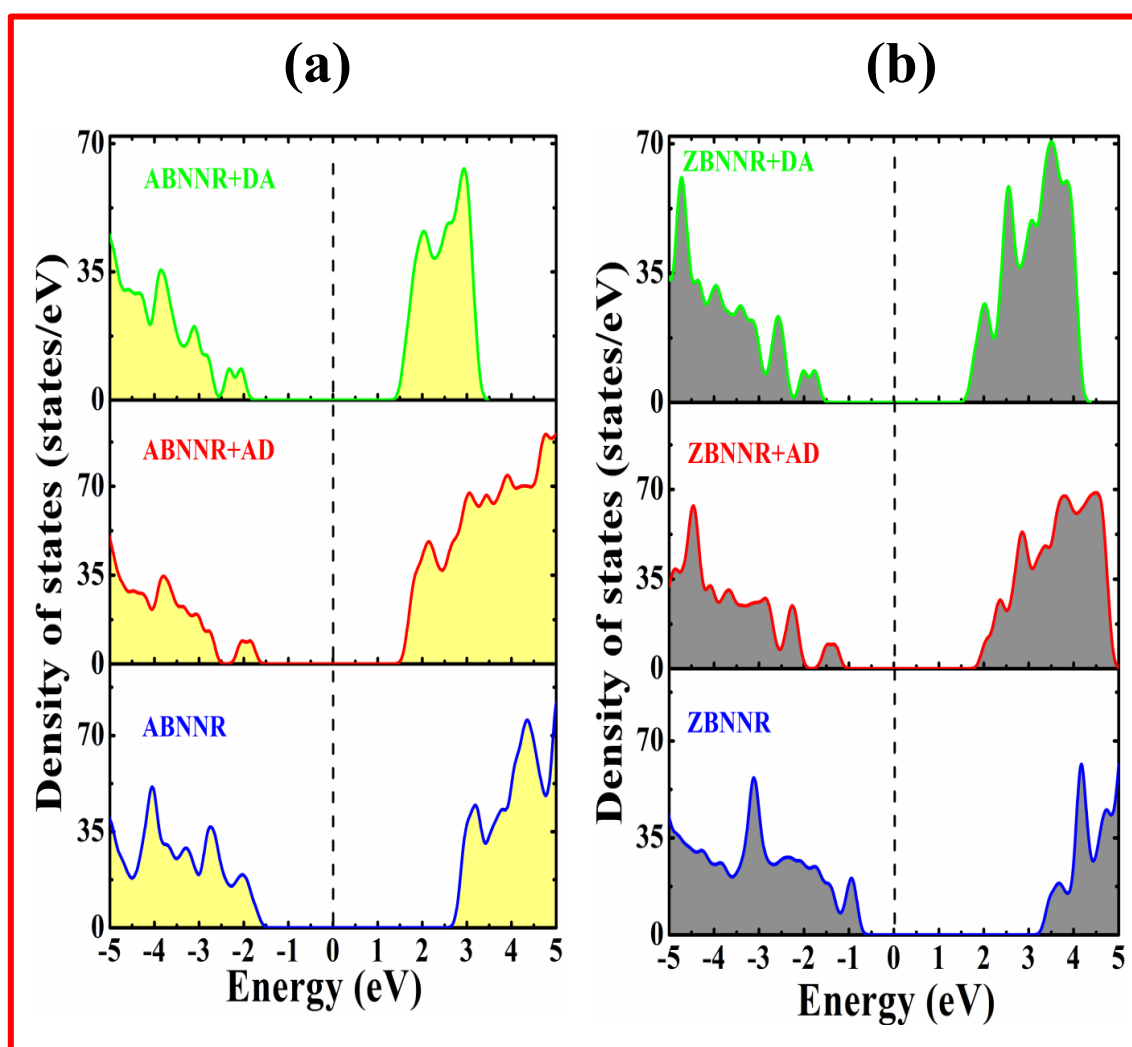 (a)
Density of states (states/eV)
70
ABNNR+DA
35
0
ABNNR+AD
70
35
0
ABNNR
70
35
0
-5 -4 -3 -2 -1 0 1 2 3 4 5
Energy (eV)
(b)
Density of states (states/eV)
70
ZBNNR+DA
35
0
ZBNNR+AD
70
35
0
ZBNNR
70
35
0
-5 -4 -3 -2 -1 0 1 2 3 4 5
Energy (eV)